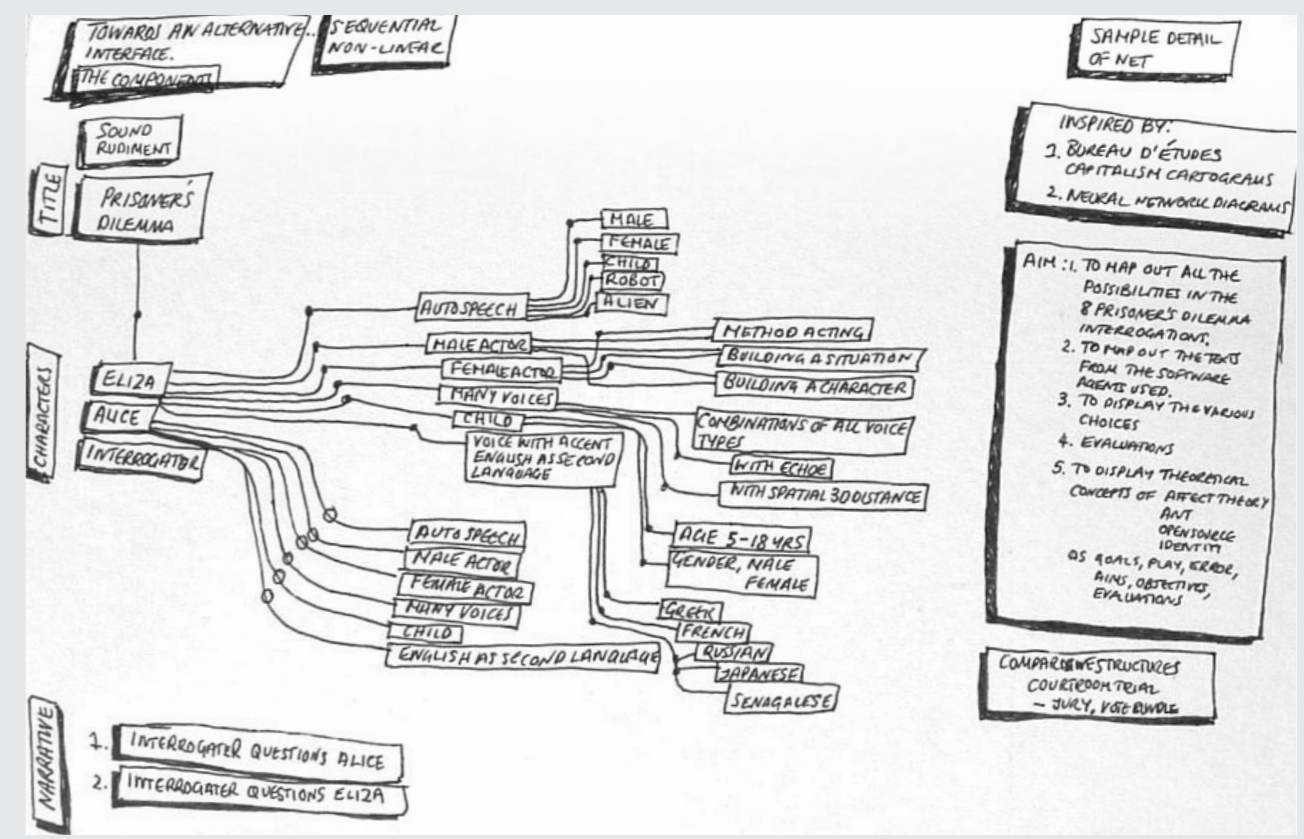 TOWARDS AN ALTERNATIVE..
INTERFACE.
THE COMPONENTS
SEQUENTIAL
NON-LINEAR
SAMPLE DETAIL
OF NET
SOUND
RUDIMENT
TITLE
PRISONER'S
DILEMMA
INSPIRED BY:
1. BUREAU D'ÉTUDES
CAPITALISM CARTOGRAMS
2. NEURAL NETWORK DIAGRAMS
AIM: 1. TO MAP OUT ALL THE
POSSIBILITIES IN THE
8 PRISONER'S DILEMMA
INTERROGATIONS.
2. TO MAP OUT THE TEXTS
FROM THE SOFTWARE
AGENTS USED.
3. TO DISPLAY THE VARIOUS
CHOICES
4. EVALUATIONS
5. TO DISPLAY THEORETICAL
CONCEPTS OF AFFECT THEORY
ANT
OPENSOURCE
IDENTITY
AS GOALS, PLAY, ERROR,
AIMS, OBJECTIVES,
EVALUATIONS
CHARACTERS
ELIZA
ALICE
INTERROGATOR
AUTOSPEECH
MALE
FEMALE
CHILD
ROBOT
ALIEN
MALE ACTOR
FEMALE ACTOR
METHOD ACTING
BUILDING A SITUATION
BUILDING A CHARACTER
MANY VOICES
COMBINATIONS OF ALL VOICE
TYPES
WITH ECHOE
WITH SPATIAL 3D DISTANCE
CHILD
AGE 5-18 YRS
GENDER, MALE
FEMALE
VOICE WITH ACCENT
ENGLISH AS SECOND
LANGUAGE
GREEK
FRENCH
RUSSIAN
JAPANESE
SENAGALESE
AUTO SPEECH
MALE ACTOR
FEMALE ACTOR
MANY VOICES
CHILD
ENGLISH AS SECOND LANGUAGE
STRUCTURES
COURTROOM TRIAL
- JURY, VOTE BUNDLE
NARRATIVE
1. INTERROGATER QUESTIONS ALICE
2. INTERROGATER QUESTIONS ELIZA